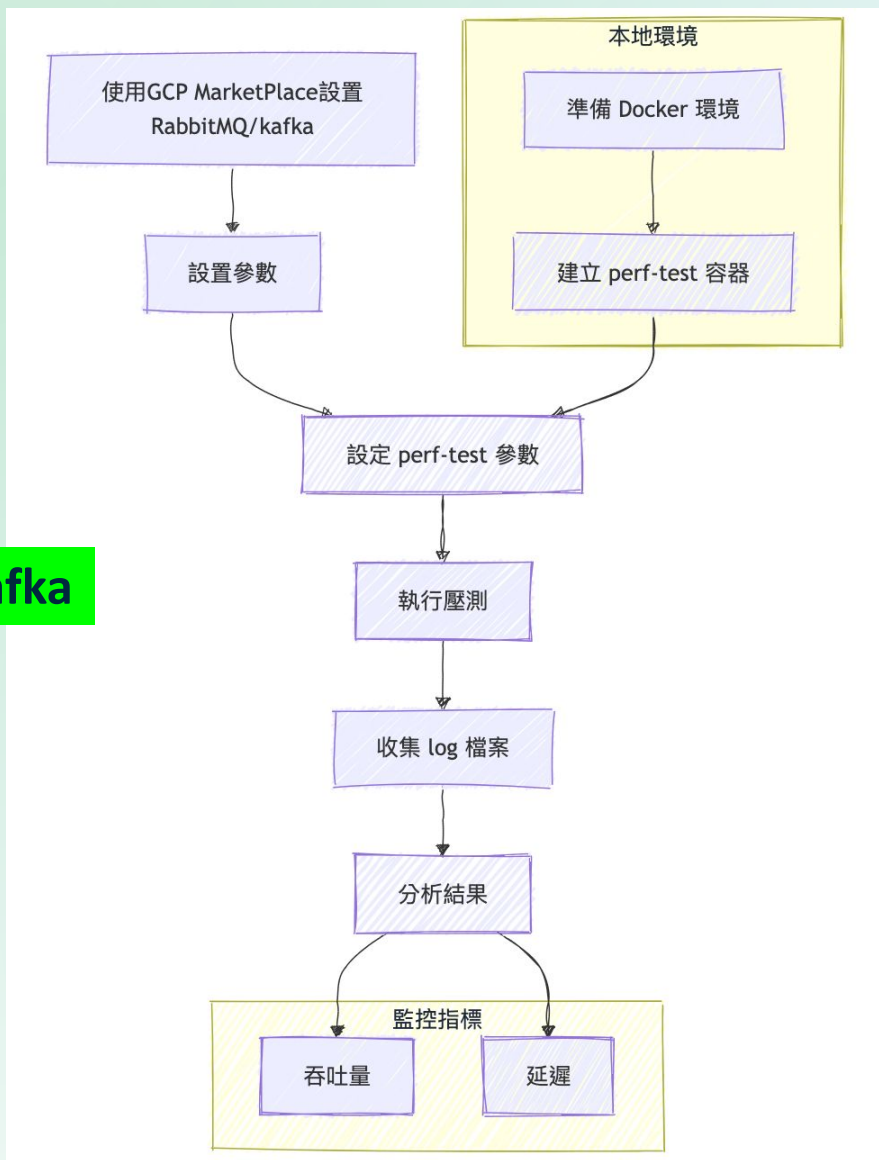 本地環境
使用GCP MarketPlace設置
RabbitMQ/kafka
準備 Docker 環境
設置參數
建立 perf-test 容器
設定 perf-test 參數
執行壓測
fka
收集 log 檔案
分析結果
監控指標
吞吐量
延遲